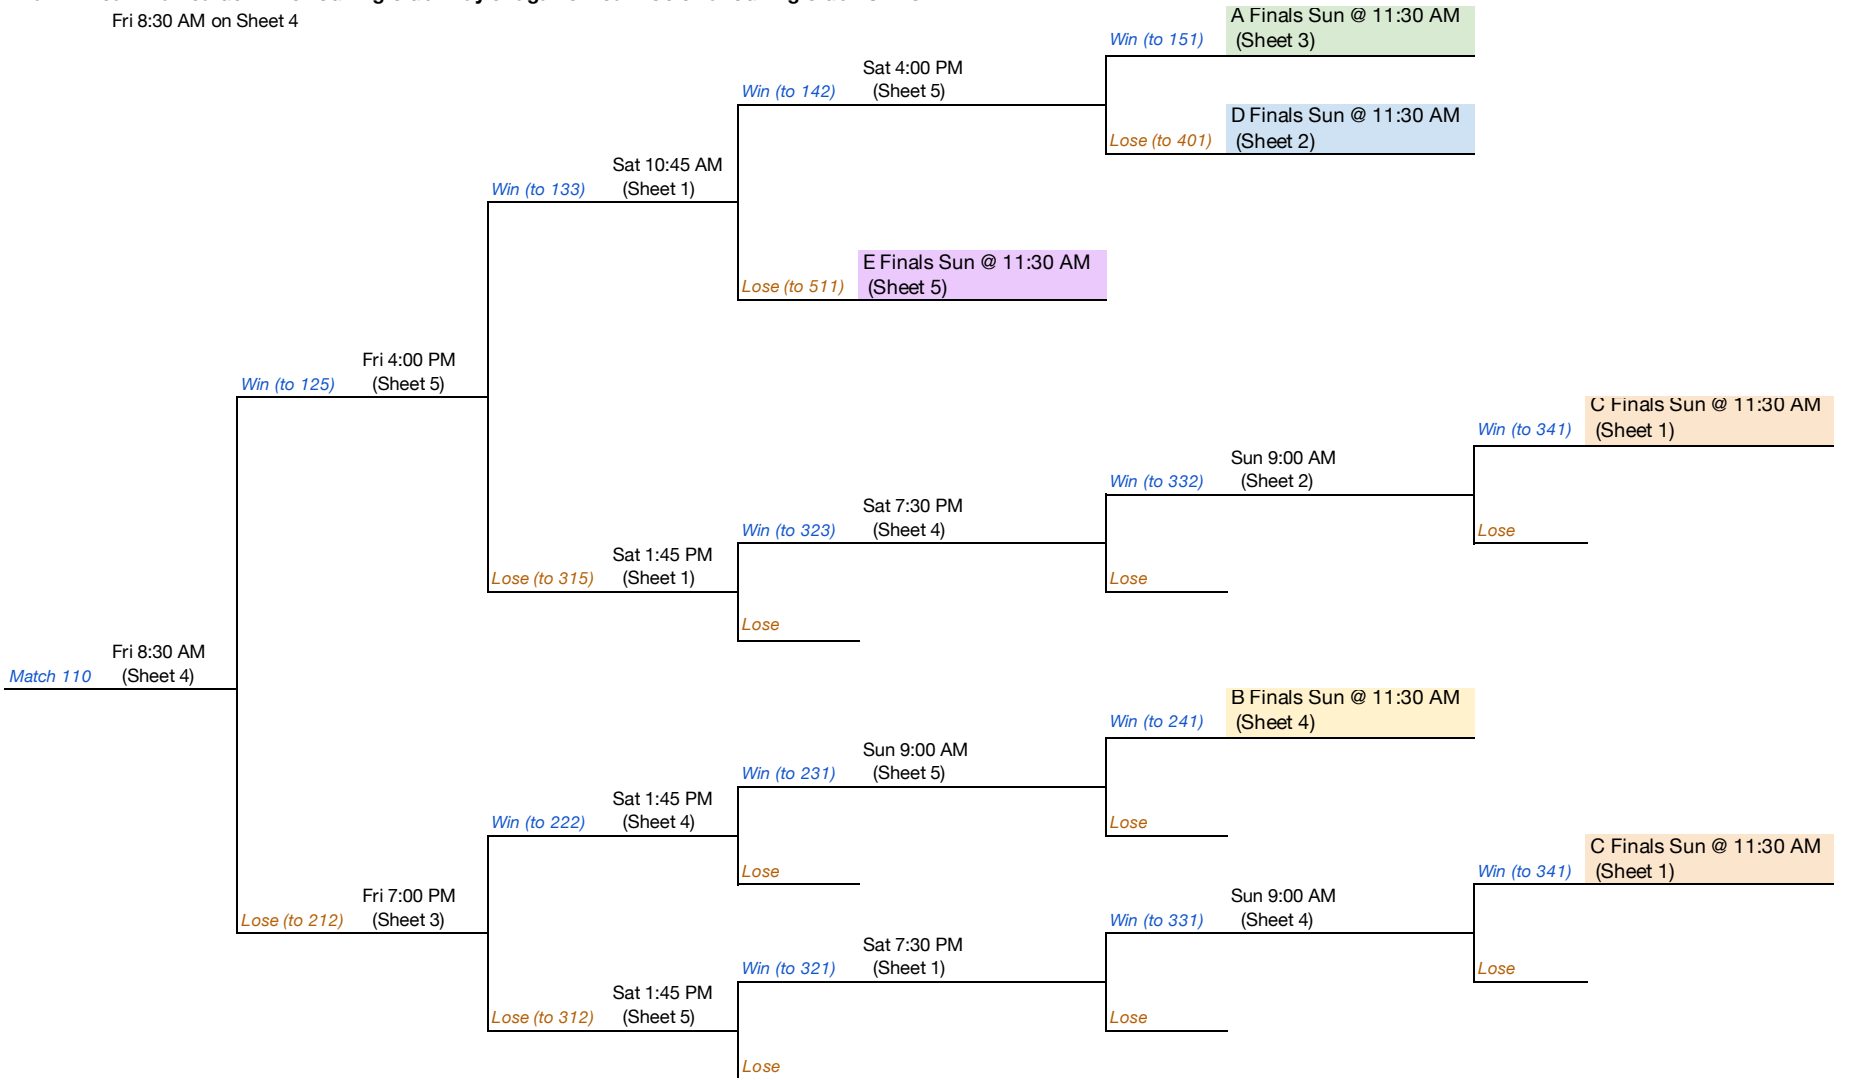 Fri 8:30 AM on Sheet 4
A Finals Sun @ 11:30 AM
Win (to 151)
(Sheet 3)
Sat 4:00 PM
Win (to 142)
(Sheet 5)
D Finals Sun @ 11:30 AM
Lose (to 401)
(Sheet 2)
Sat 10:45 AM
Win (to 133)
(Sheet 1)
E Finals Sun @ 11:30 AM
Lose (to 511)
(Sheet 5)
Fri 4:00 PM
Win (to 125)
(Sheet 5)
C Finals Sun @ 11:30 AM
Win (to 341)
(Sheet 1)
Sun 9:00 AM
Win (to 332)
(Sheet 2)
Sat 7:30 PM
Win (to 323)
(Sheet 4)
Lose
Sat 1:45 PM
Lose (to 315)
(Sheet 1)
Lose
Lose
Fri 8:30 AM
Match 110
(Sheet 4)
B Finals Sun @ 11:30 AM
Win (to 241)
(Sheet 4)
Sun 9:00 AM
Win (to 231)
(Sheet 5)
Sat 1:45 PM
Win (to 222)
(Sheet 4)
Lose
C Finals Sun @ 11:30 AM
Lose
Win (to 341)
(Sheet 1)
Fri 7:00 PM
Lose (to 212)
(Sheet 3)
Sun 9:00 AM
Win (to 331)
(Sheet 4)
Sat 7:30 PM
Win (to 321)
(Sheet 1)
Lose
Sat 1:45 PM
Lose (to 312)
(Sheet 5)
Lose
Lose